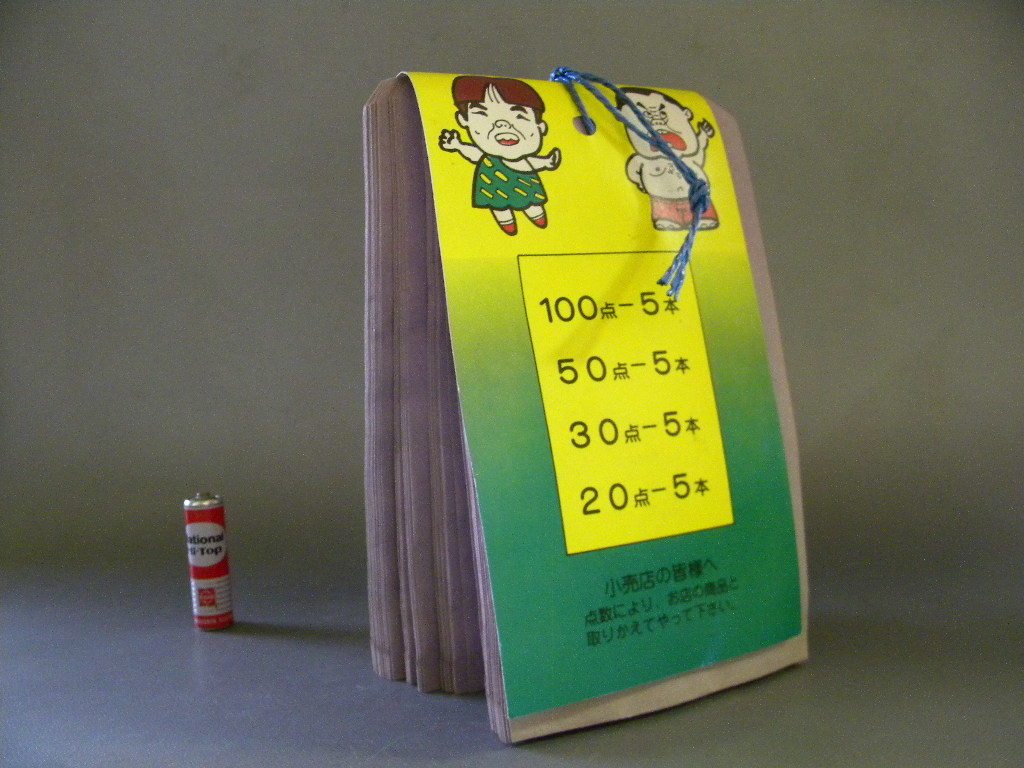 100点-5本
50点-5本
30点-5本
20点-5本
小売店の皆様へ
点数により、お店の商品と
取りかえてやって下さい。
ational
Hi-Top